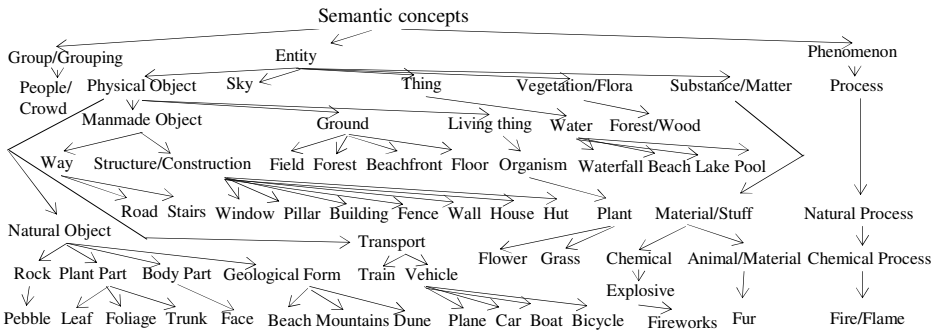 Semantic concepts
Group/Grouping Entity Phenomenon
People/ Crowd Physical Object Sky Thing Vegetation/Flora Substance/Matter Process
Manmade Object Ground Living thing Water Forest/Wood
Way Structure/Construction Field Forest Beachfront Floor Organism Waterfall Beach Lake Pool
Road Stairs Window Pillar Building Fence Wall House Hut Plant Material/Stuff Natural Process
Natural Object Transport
Rock Plant Part Body Part Geological Form Train Vehicle Flower Grass Chemical Animal/Material Chemical Process
Explosive
Pebble Leaf Foliage Trunk Face Beach Mountains Dune Plane Car Boat Bicycle Fireworks Fur Fire/Flame